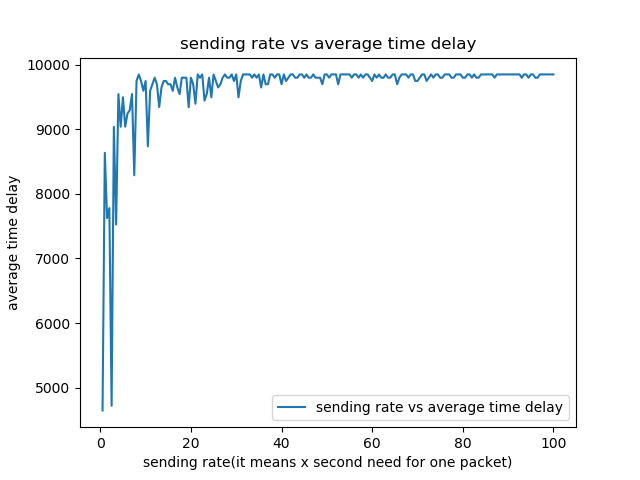 sending rate vs average time delay
10000
9000
8000
7000
6000
5000
average time delay
sending rate vs average time delay
0 20 40 60 80 100
sending rate(it means x second need for one packet)